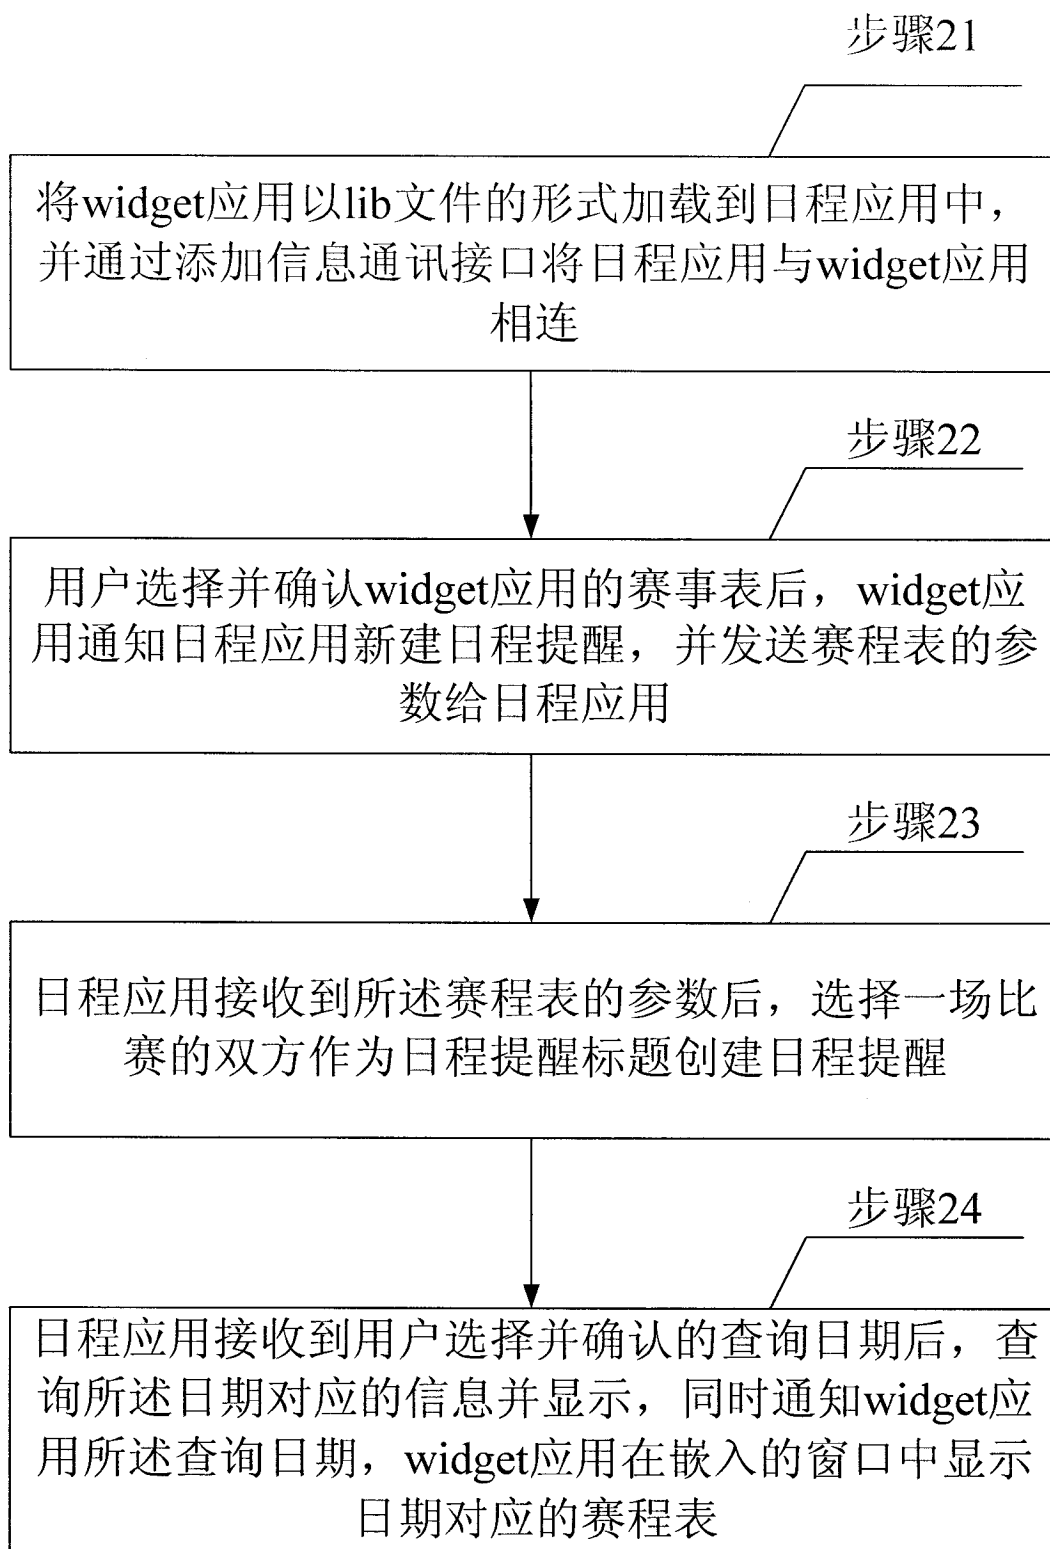 步骤21
将widget应用以lib文件的形式加载到日程应用中，
并通过添加信息通讯接口将日程应用与widget应用
相连
步骤22
用户选择并确认widget应用的赛事表后，widget应
用通知日程应用新建日程提醒，并发送赛程表的参
数给日程应用
步骤23
日程应用接收到所述赛程表的参数后，选择一场比
赛的双方作为日程提醒标题创建日程提醒
步骤24
日程应用接收到用户选择并确认的查询日期后，查
询所述日期对应的信息并显示，同时通知widget应
用所述查询日期，widget应用在嵌入的窗口中显示
日期对应的赛程表